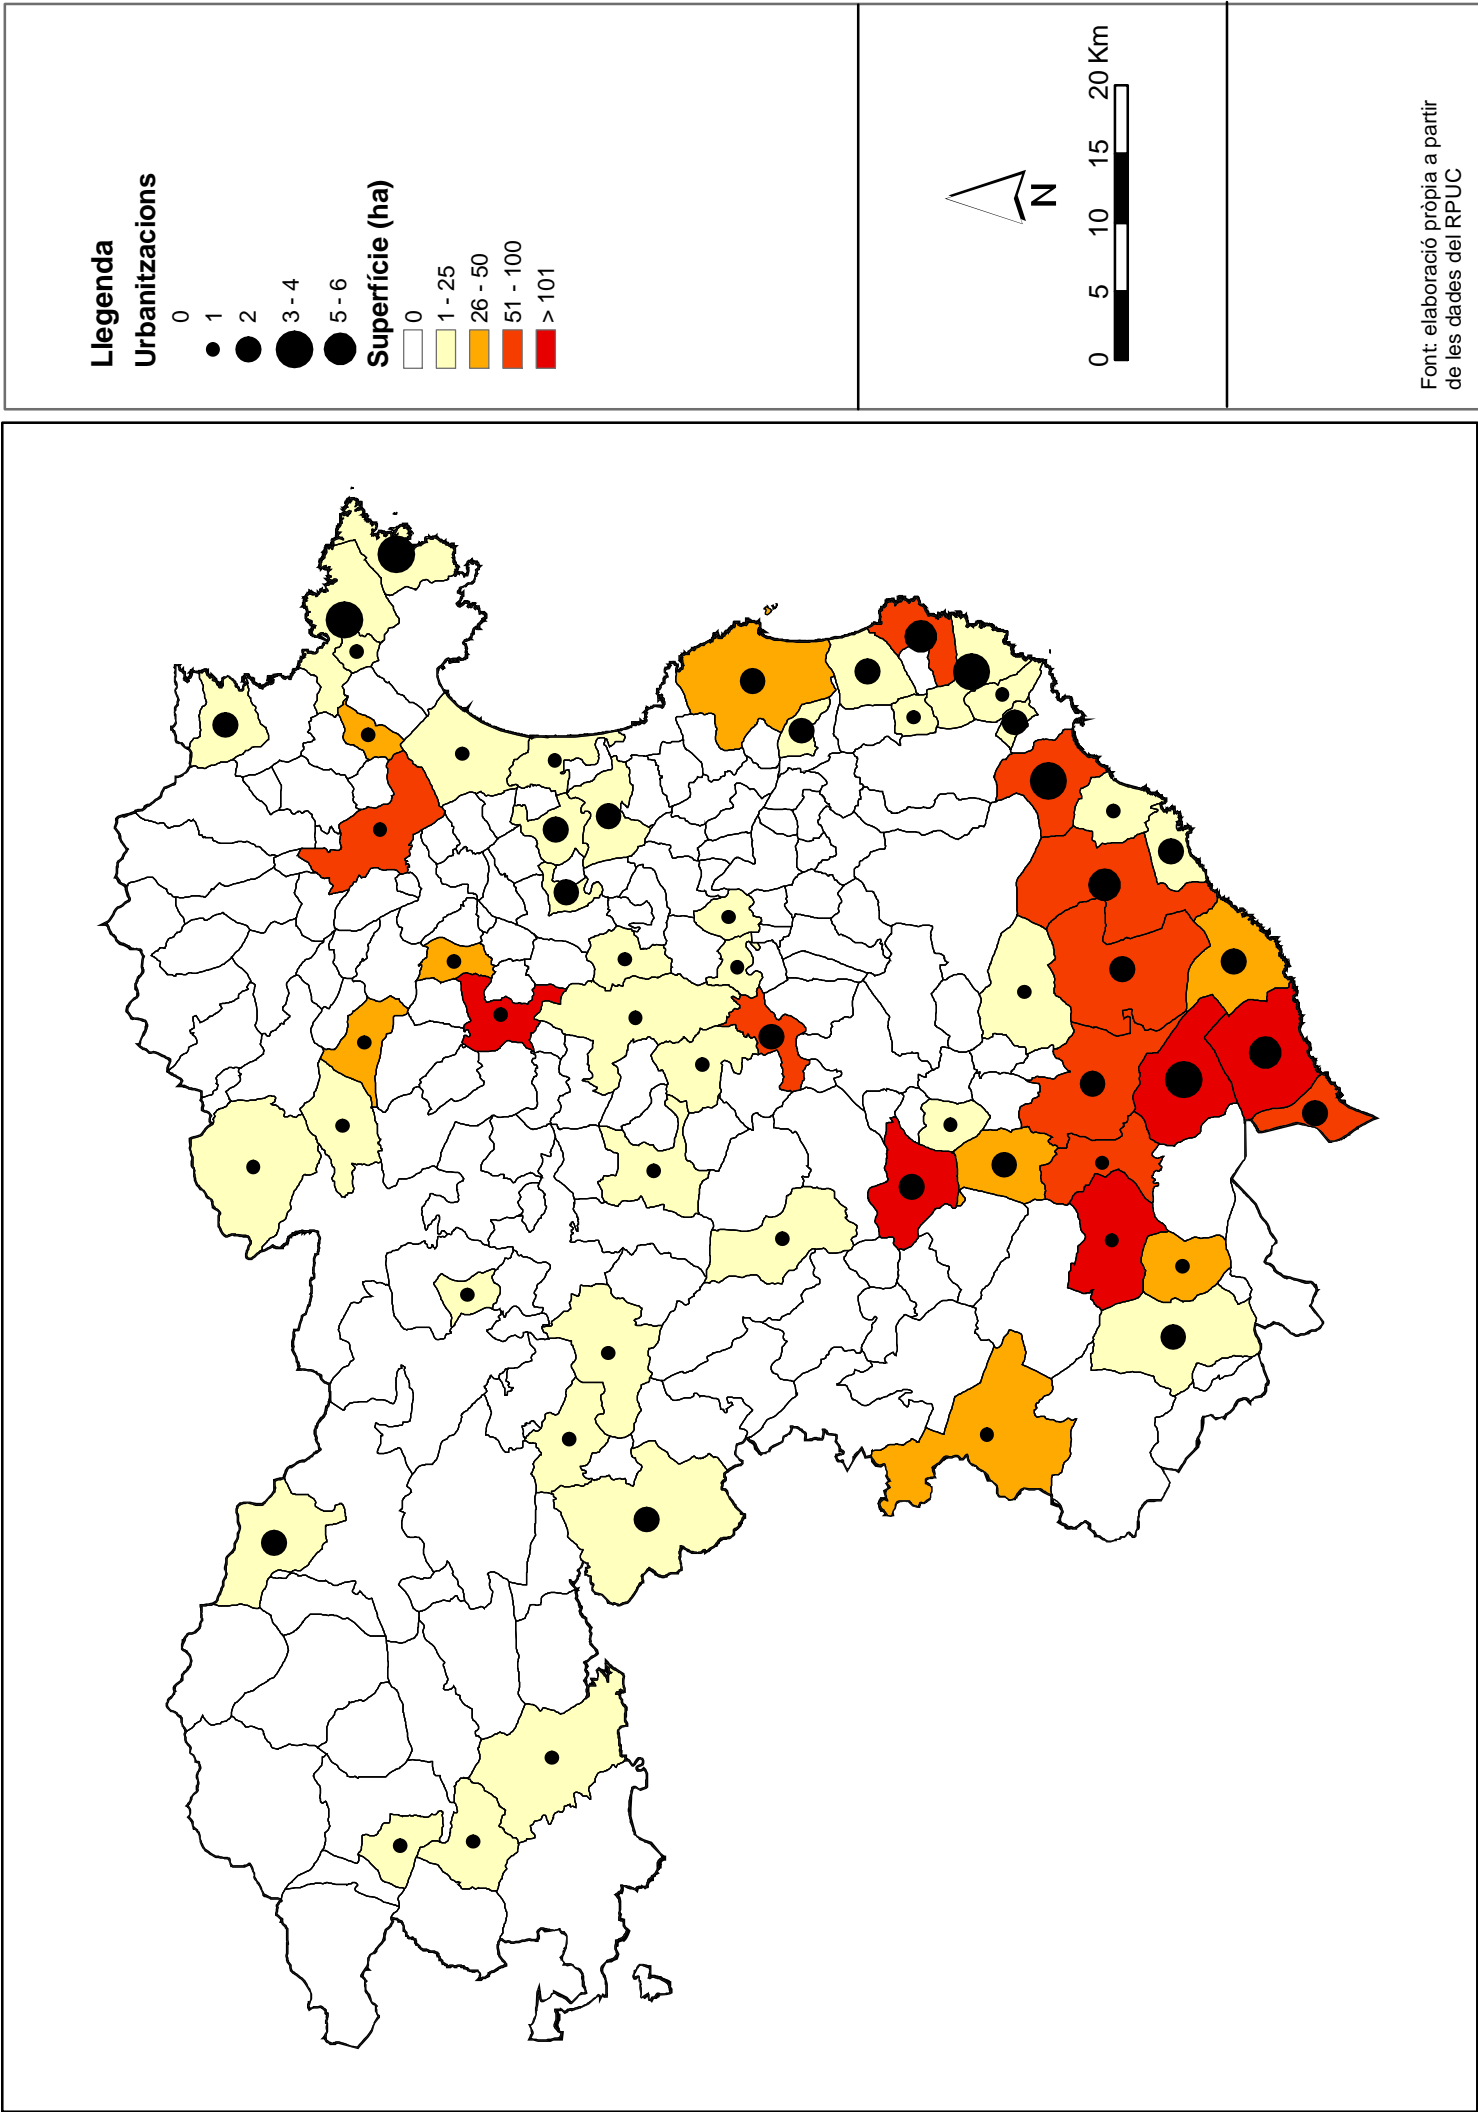 Llegenda
Urbanitzacions
0
1
2
3 - 4
5 - 6
Superfície (ha)
0
1 - 25
26 - 50
51 - 100
> 101
N
0 5 10 15 20 Km
Font: elaboració pròpia a partir
de les dades del RPUC